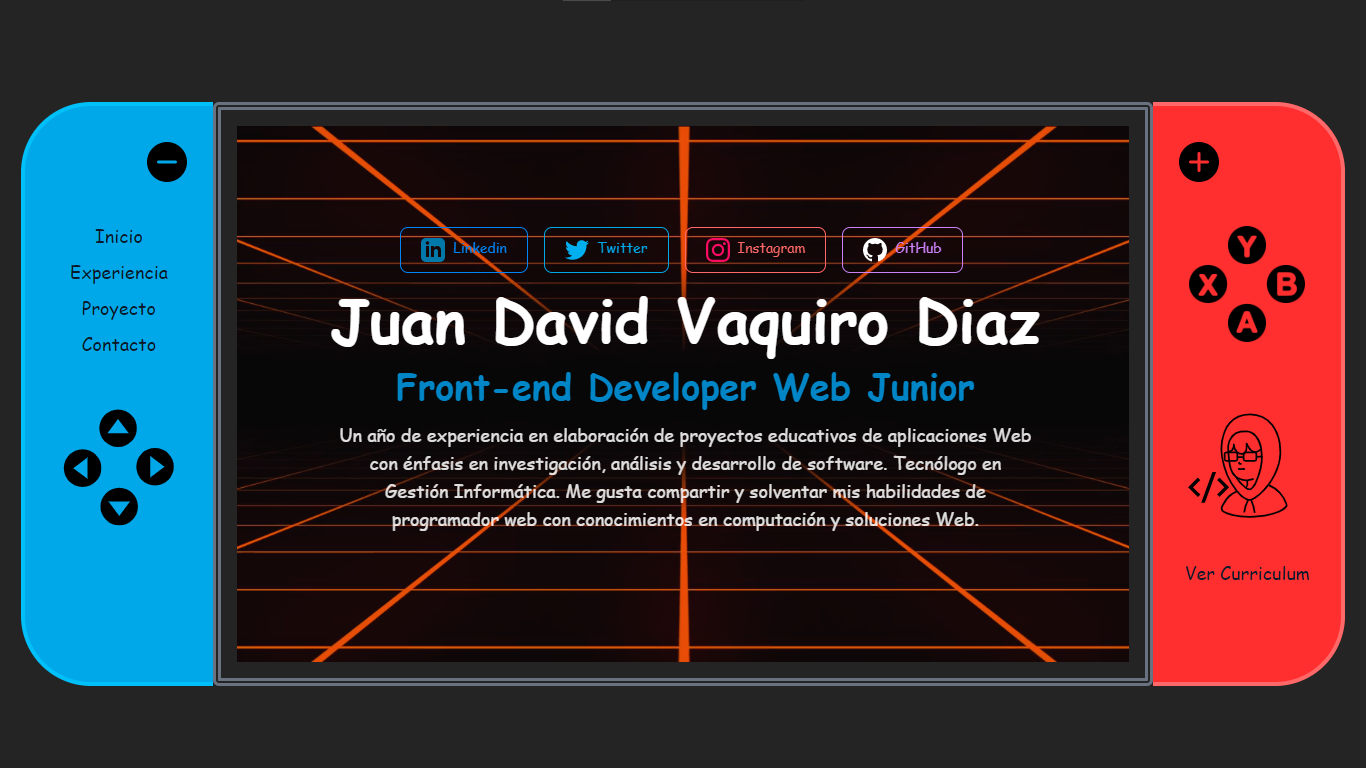 Inicio
Experiencia
Proyecto
Contacto
Linkedin
Twitter
Instagram
GitHub
Juan David Vaquiro Diaz
Front-end Developer Web Junior
Un año de experiencia en elaboración de proyectos educativos de aplicaciones Web
con énfasis en investigación, análisis y desarrollo de software. Tecnólogo en
Gestión Informática. Me gusta compartir y solventar mis habilidades de
programador web con conocimientos en computación y soluciones Web.
Y
X
B
A
</>
Ver Curriculum